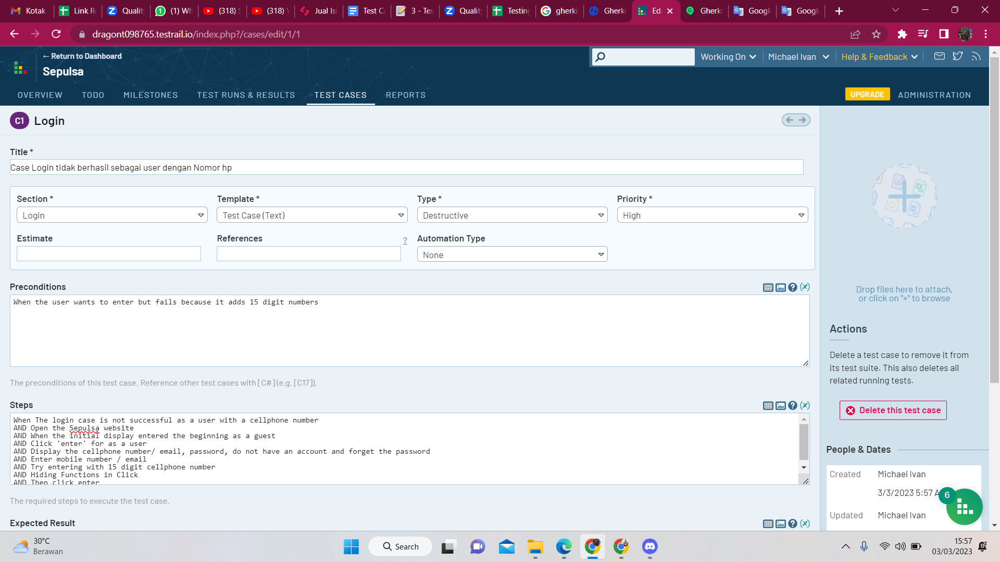 Kotak
Link Re
Quality
(1) Wh
(318) S
(318) Y
Jual Isi
Test Ca
3 - Tes
Quality
Testing
gherki
Gherki
Edi
Gherki
Google
Google
dragont098765.testrail.io/index.php?/cases/edit/1/1
← Return to Dashboard
Sepulsa
Working On
Michael Ivan
Help & Feedback
OVERVIEW
TODO
MILESTONES
TEST RUNS & RESULTS
TEST CASES
REPORTS
UPGRADE
ADMINISTRATION
C1 Login
Title *
Case Login tidak berhasil sebagai user dengan Nomor hp
Section *
Template *
Type *
Priority *
Login
Test Case (Text)
Destructive
High
Estimate
References
?
Automation Type
None
Preconditions
When the user wants to enter but fails because it adds 15 digit numbers
The preconditions of this test case. Reference other test cases with [C#] (e.g. [C17]).
Steps
When The login case is not successful as a user with a cellphone number
AND Open the Sepulsa website
AND When the initial display entered the beginning as a guest
AND Click 'enter' for as a user
AND Display the cellphone number/ email, password, do not have an account and forget the password
AND Enter mobile number / email
AND Try entering with 15 digit cellphone number
AND Hiding Functions in Click
AND Then click enter
The required steps to execute the test case.
Expected Result
Drop files here to attach,
or click on "+" to browse
Actions
Delete a test case to remove it from
its test suite. This also deletes all
related running tests.
Delete this test case
People & Dates
Created
Michael Ivan
3/3/2023 5:57 A
6
Updated
Michael Ivan
30°C
Berawan
Search
15:57
03/03/2023